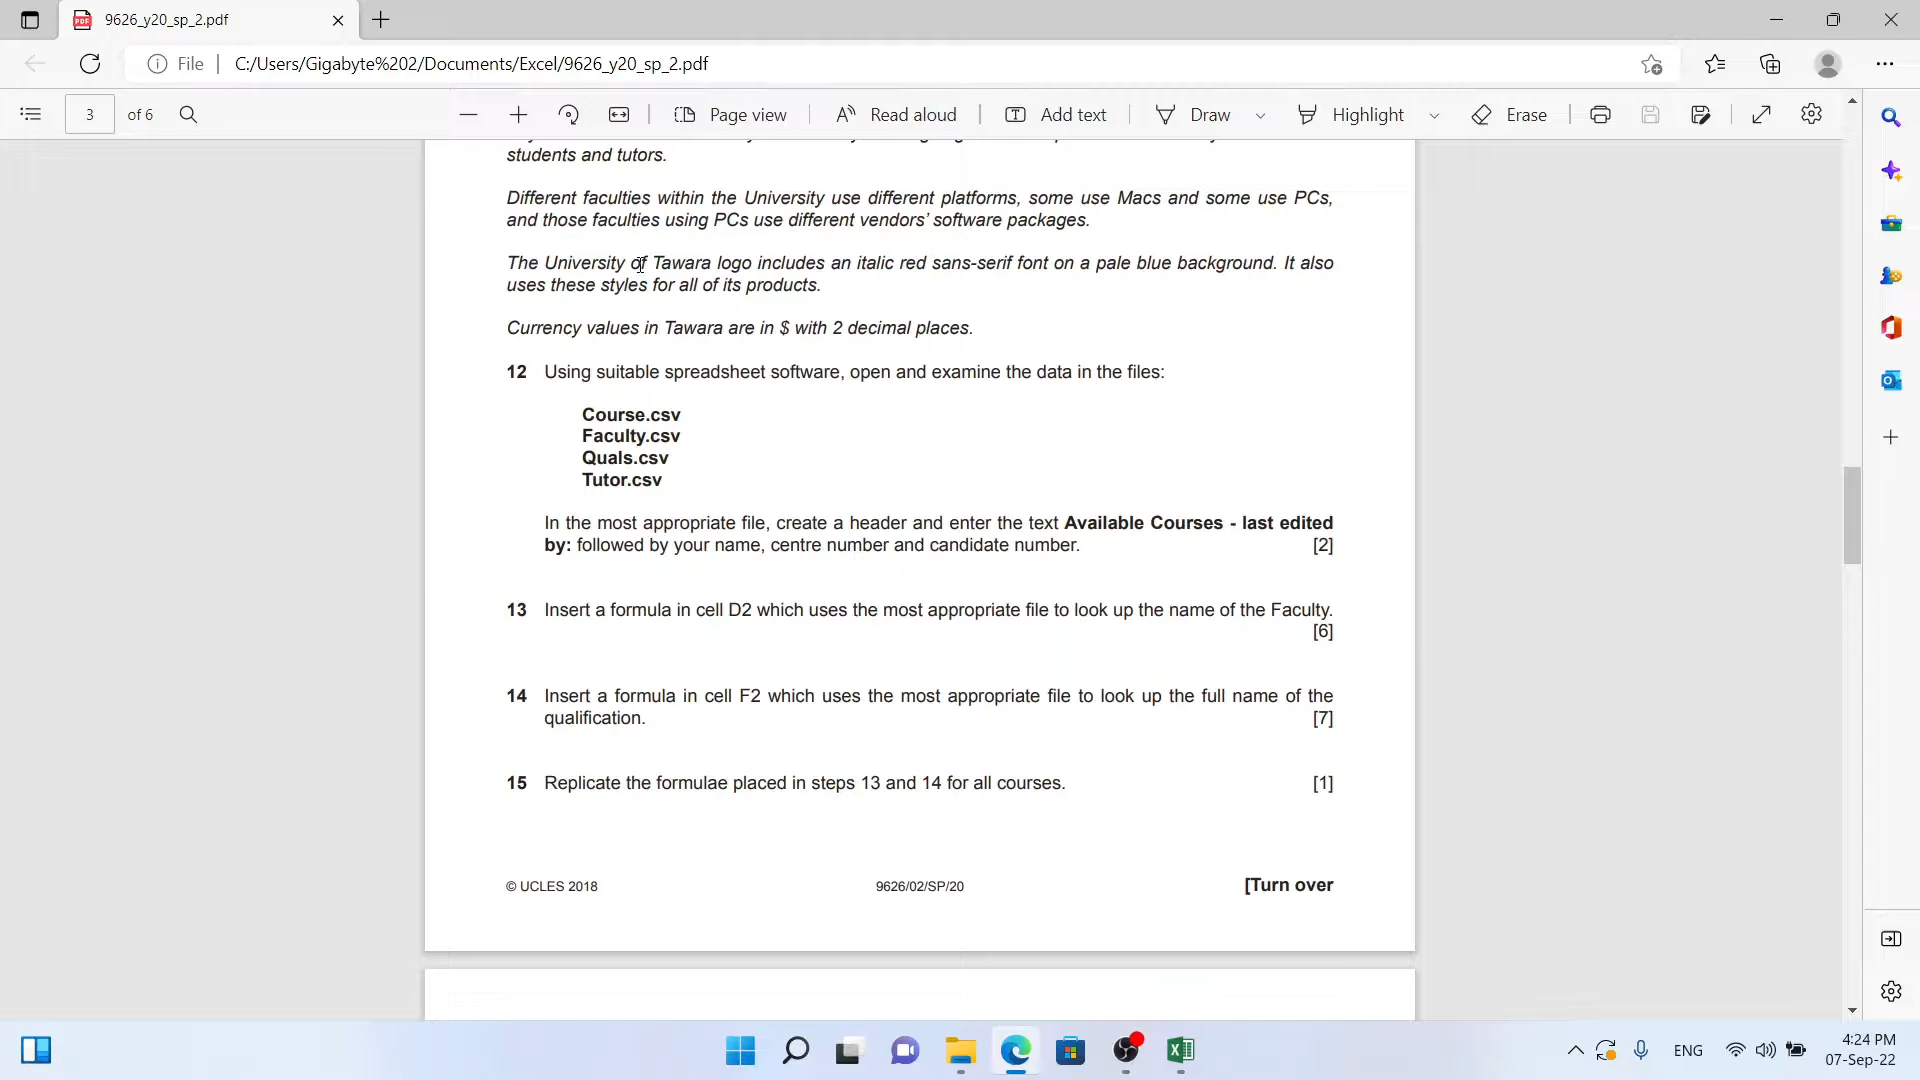 9626_y20_sp_2.pdf
File
C:/Users/Gigabyte%202/Documents/Excel/9626_y20_sp_2.pdf
3 of 6 Page view Read aloud Add text Draw Highlight Erase
students and tutors.
Different faculties within the University use different platforms, some use Macs and some use PCs,
and those faculties using PCs use different vendors' software packages.
The University of Tawara logo includes an italic red sans-serif font on a pale blue background. It also
uses these styles for all of its products.
Currency values in Tawara are in $ with 2 decimal places.
12 Using suitable spreadsheet software, open and examine the data in the files:
Course.csv
Faculty.csv
Quals.csv
Tutor.csv
In the most appropriate file, create a header and enter the text Available Courses - last edited
by: followed by your name, centre number and candidate number. [2]
13 Insert a formula in cell D2 which uses the most appropriate file to look up the name of the Faculty.
[6]
14 Insert a formula in cell F2 which uses the most appropriate file to look up the full name of the
qualification. [7]
15 Replicate the formulae placed in steps 13 and 14 for all courses. [1]
© UCLES 2018 9626/02/SP/20 [Turn over
ENG
4:24 PM
07-Sep-22